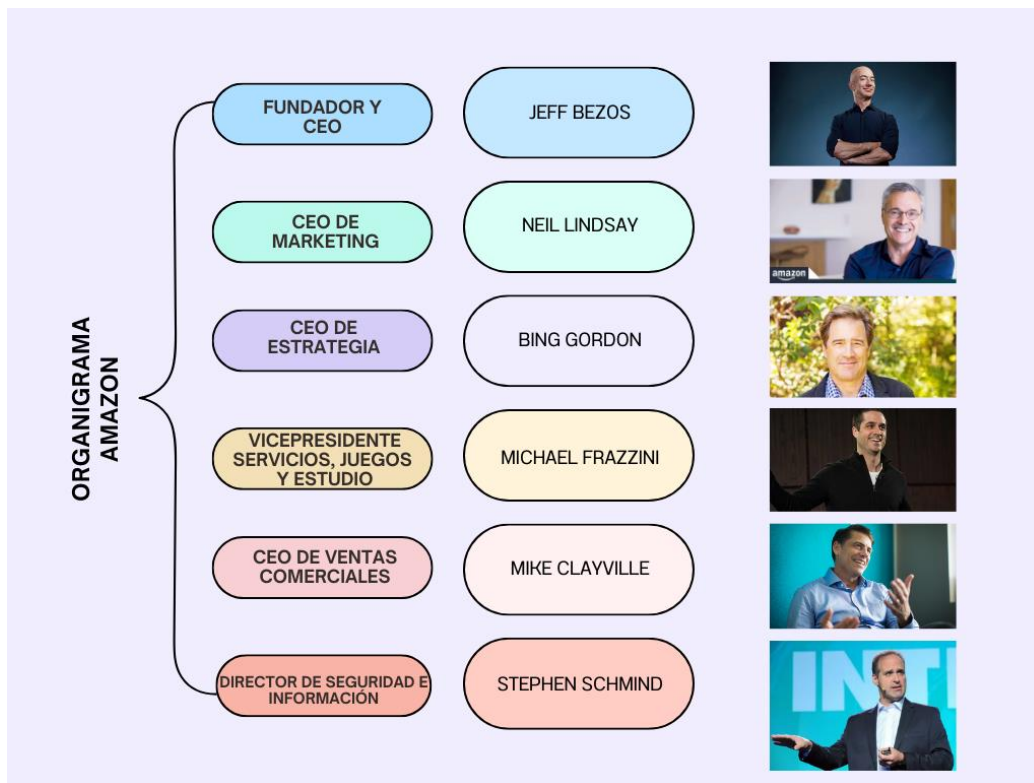 ORGANIGRAMA
AMAZON
FUNDADOR Y
CEO
JEFF BEZOS
CEO DE
MARKETING
NEIL LINDSAY
amazon
CEO DE
ESTRATEGIA
BING GORDON
VICEPRESIDENTE
SERVICIOS, JUEGOS
Y ESTUDIO
MICHAEL FRAZZINI
CEO DE VENTAS
COMERCIALES
MIKE CLAYVILLE
DIRECTOR DE SEGURIDAD E
INFORMACIÓN
STEPHEN SCHMIND
INT